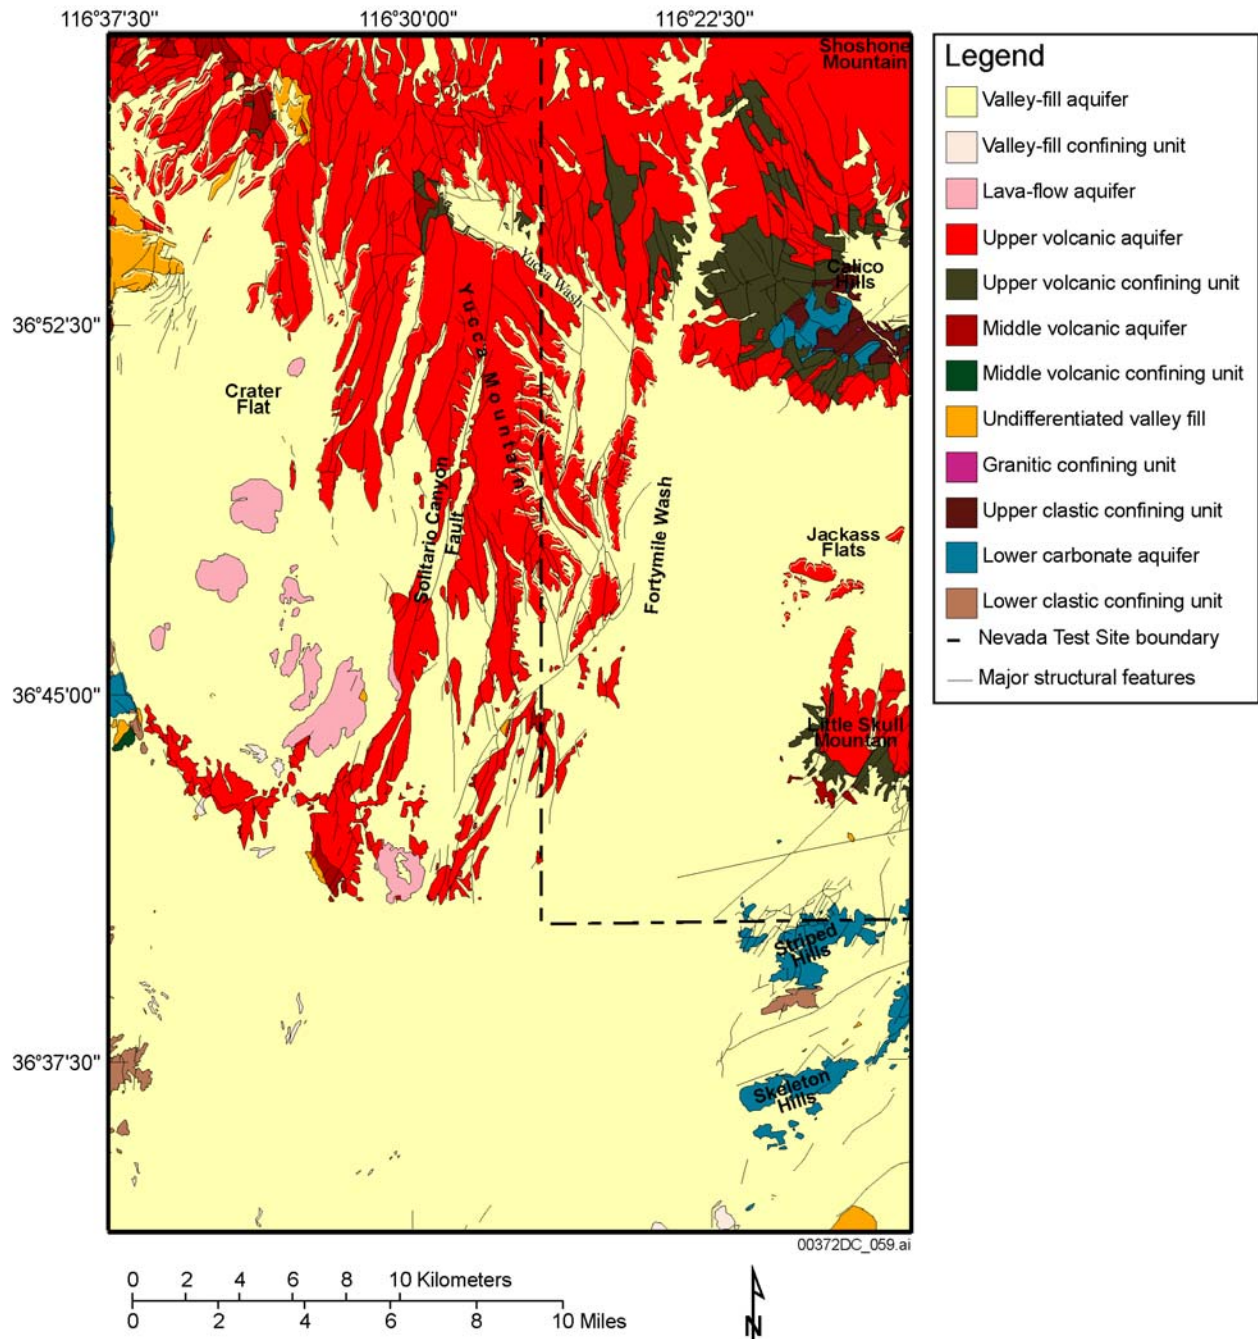 116°37'30" 116°30'00" 116°22'30"
Shoshone
Mountain
Yucca Wash
Calico
Hills
36°52'30"
Yucca Mountain
Crater
Flat
Solitario Canyon
Fault
Fortymile Wash
Jackass
Flats
36°45'00"
Little Skull
Mountain
Striped
Hills
36°37'30"
Skeleton
Hills
00372DC_059.ai
0 2 4 6 8 10 Kilometers
0 2 4 6 8 10 Miles
N
Legend
Valley-fill aquifer
Valley-fill confining unit
Lava-flow aquifer
Upper volcanic aquifer
Upper volcanic confining unit
Middle volcanic aquifer
Middle volcanic confining unit
Undifferentiated valley fill
Granitic confining unit
Upper clastic confining unit
Lower carbonate aquifer
Lower clastic confining unit
Nevada Test Site boundary
Major structural features